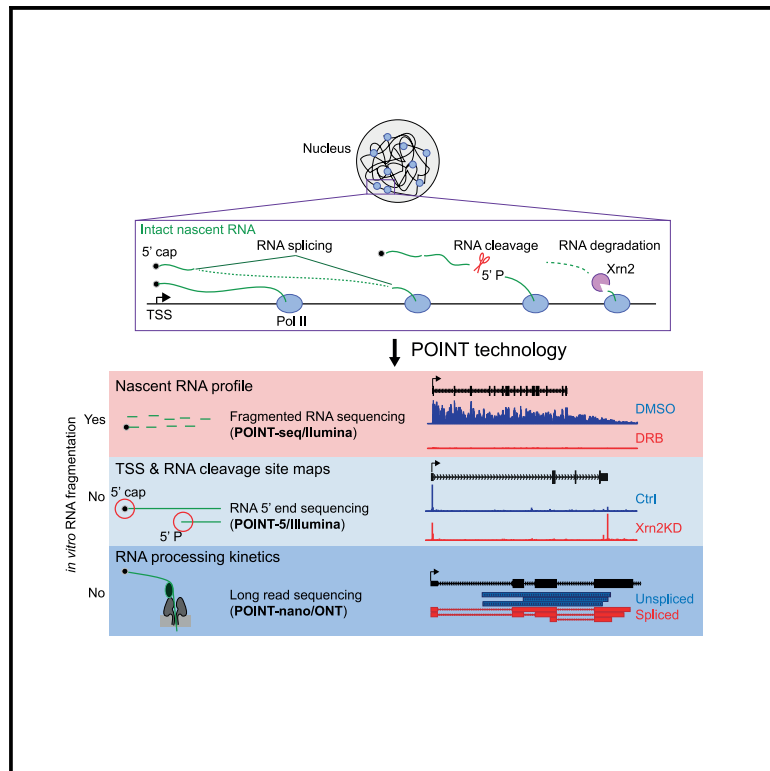 Nucleus
Intact nascent RNA
5' cap
RNA splicing
RNA cleavage
RNA degradation
5' P
Xrn2
TSS
Pol II
POINT technology
in vitro RNA fragmentation
Nascent RNA profile
Yes
Fragmented RNA sequencing
(POINT-seq/Ilumina)
DMSO
DRB
TSS & RNA cleavage site maps
No
5' cap
RNA 5' end sequencing
(POINT-5/Illumina)
5' P
Ctrl
Xrn2KD
RNA processing kinetics
No
Long read sequencing
(POINT-nano/ONT)
Unspliced
Spliced